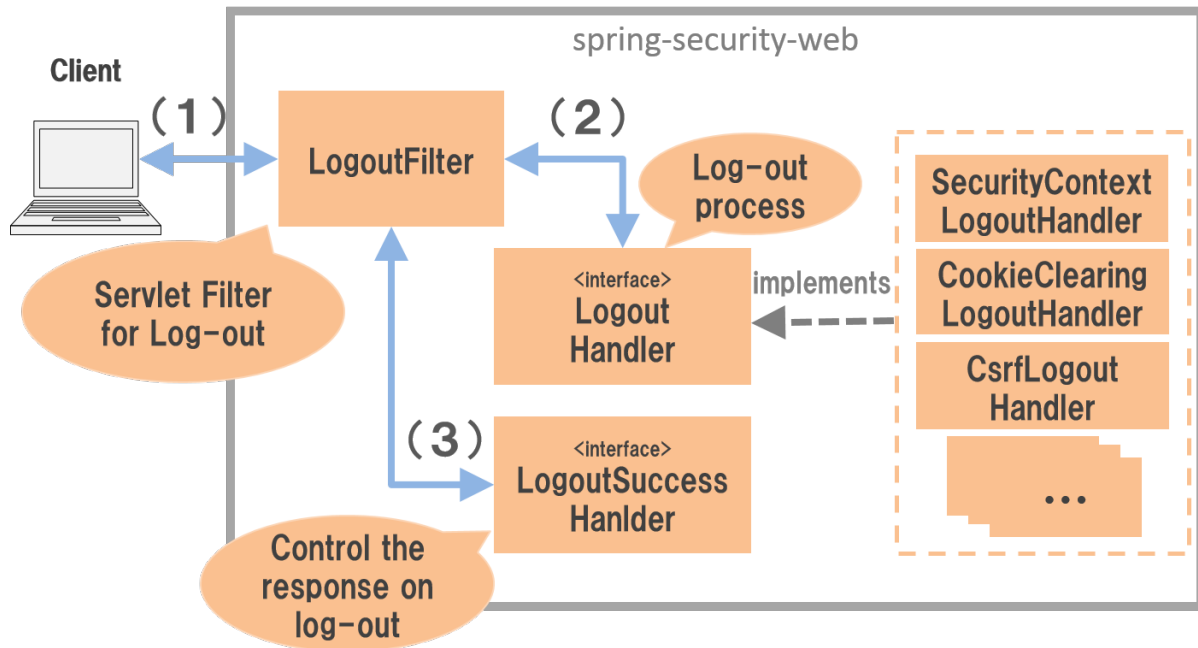 spring-security-web
Client
（1）
（2）
LogoutFilter
Log-out
process
Servlet Filter
for Log-out
<interface>
Logout
Handler
implements
SecurityContext
LogoutHandler
CookieClearing
LogoutHandler
CsrfLogout
Handler
...
（3）
<interface>
LogoutSuccess
Hanlder
Control the
response on
log-out